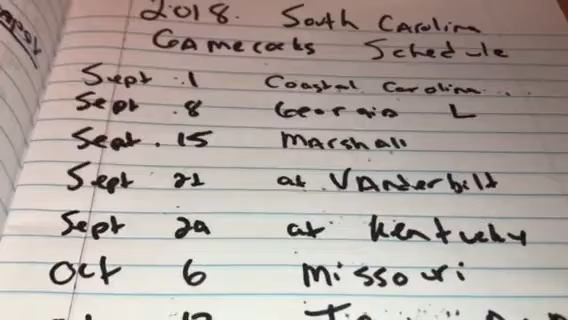 2018. South Carolina
Gamecocks Schedule
Sept .1 Coastal Carolina..
Sept .8 Georgia L
Sept. 15 Marshall
Sept 21 at Vanderbilt
Sept 29 at Kentucky
Oct 6 Missouri